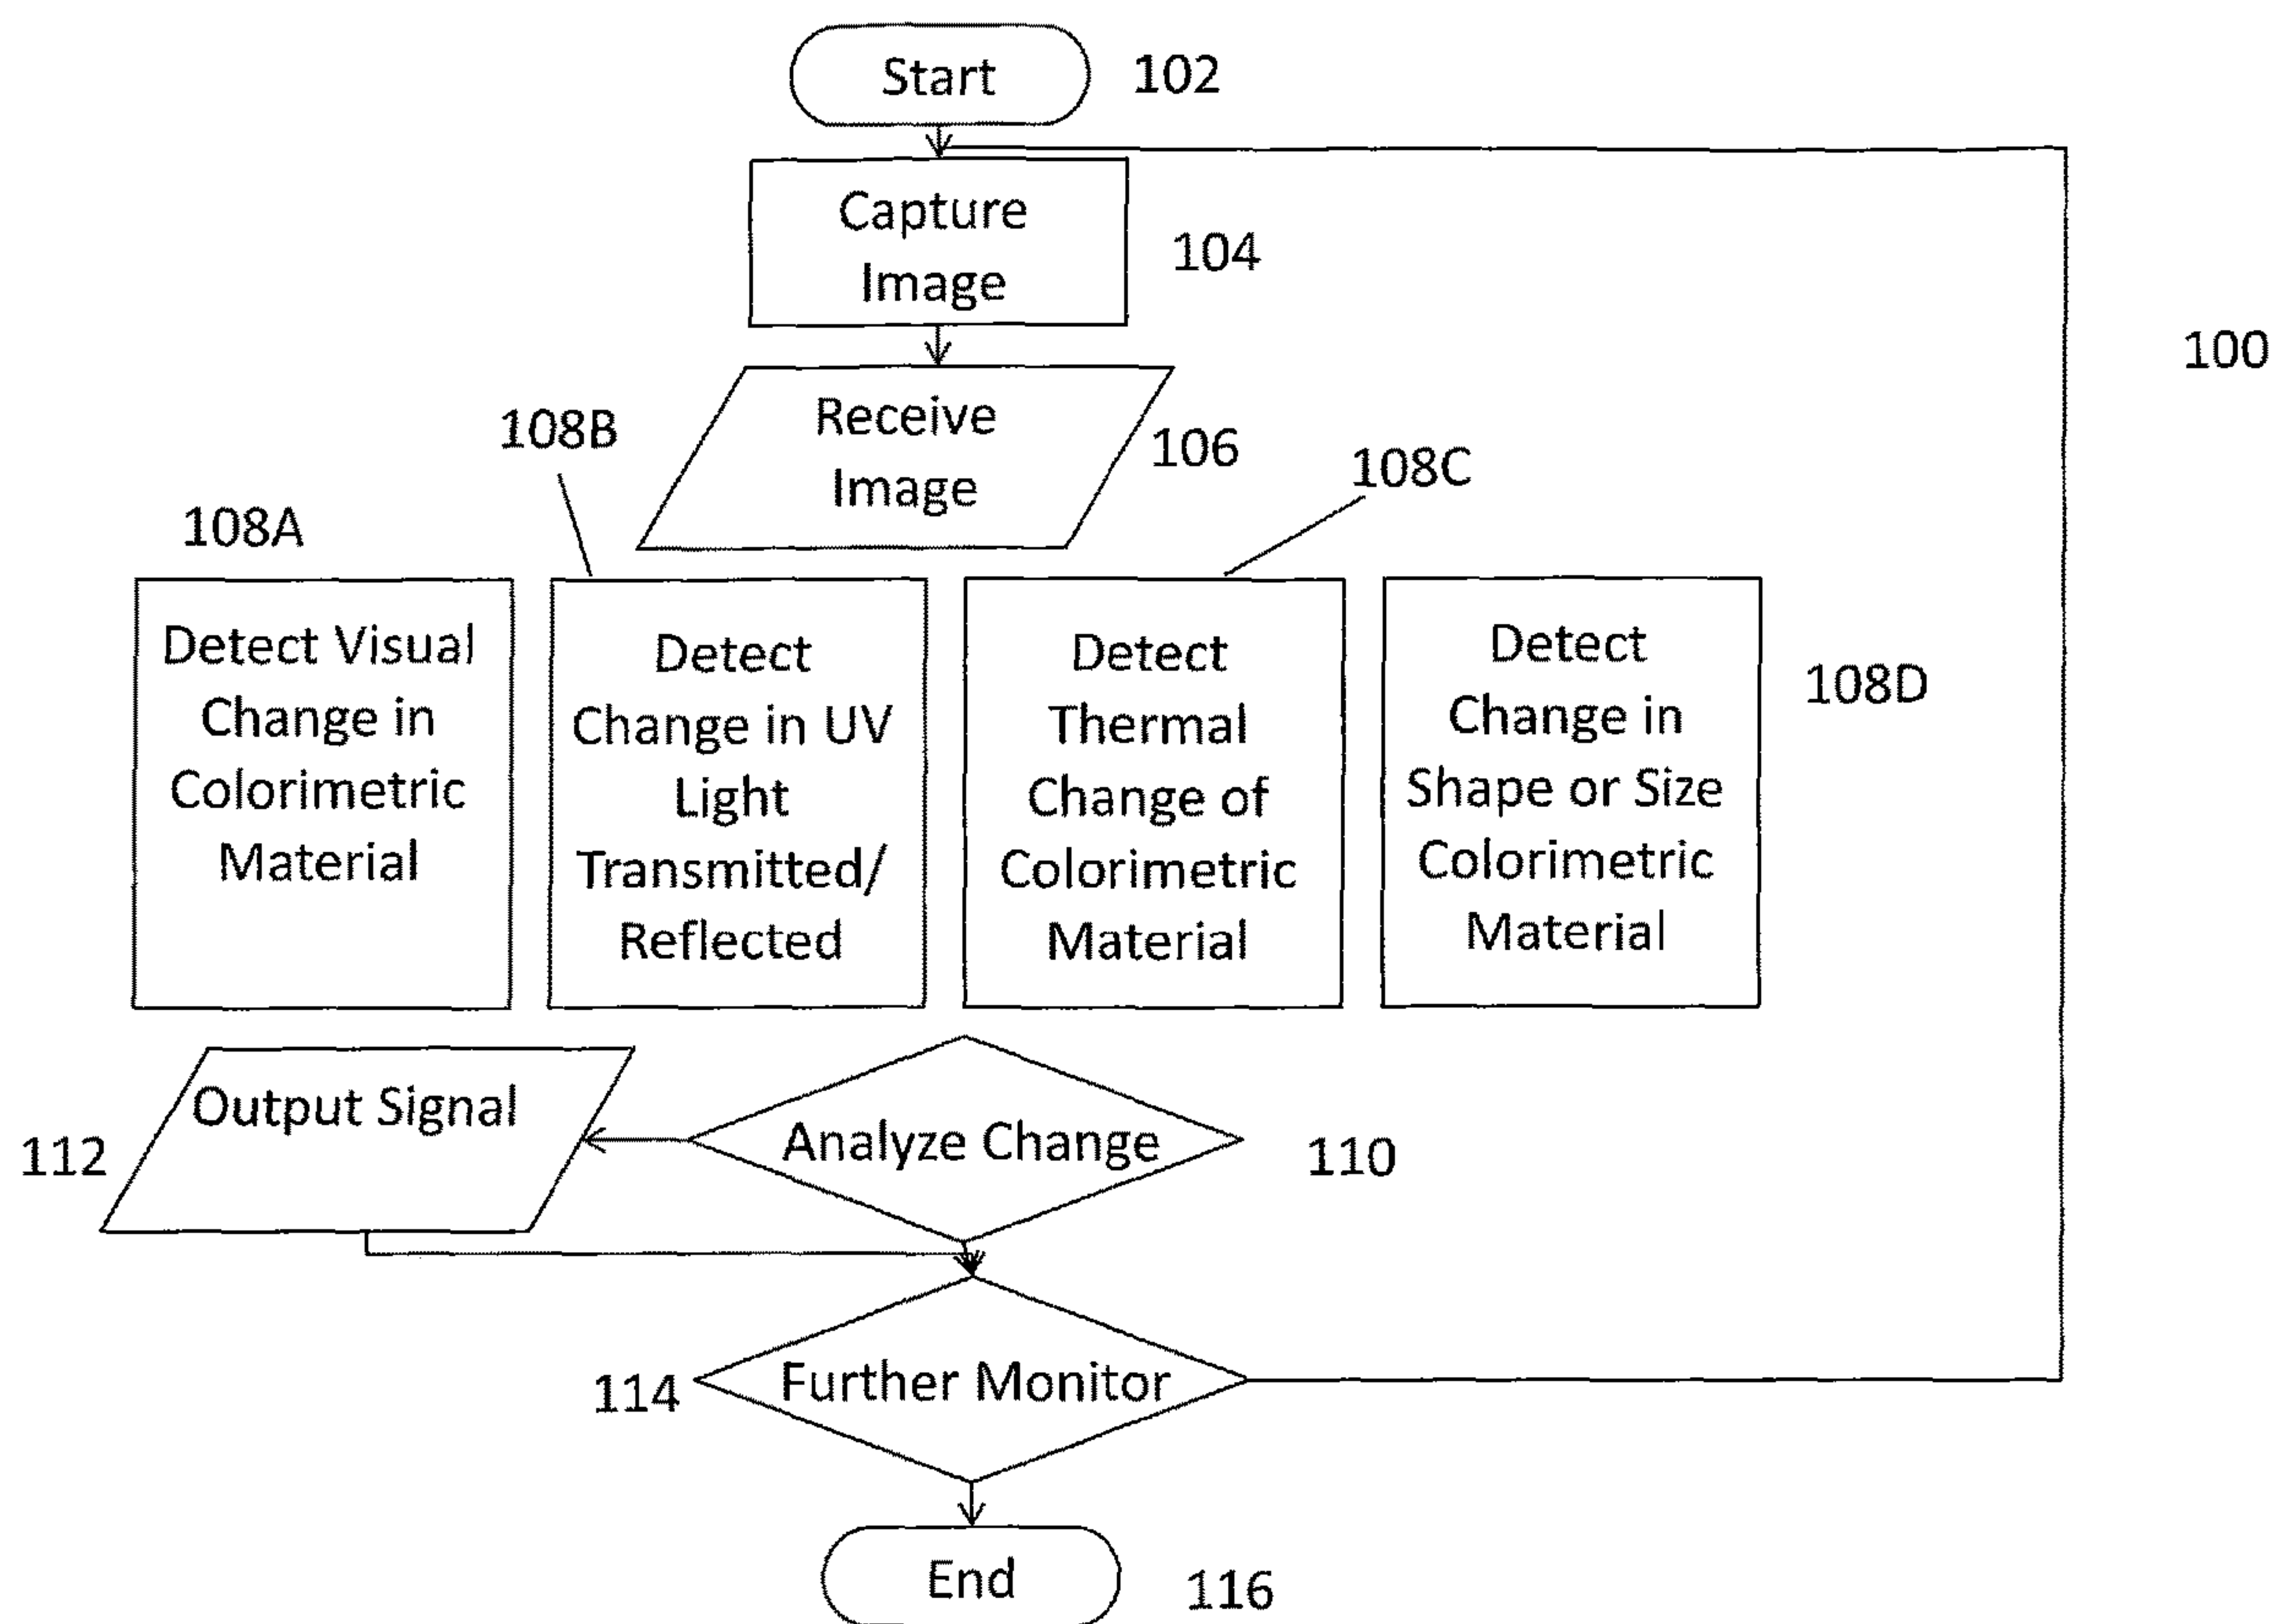 Start
102
Capture
Image
104
100
Receive
Image
106
108B
108C
108A
Detect Visual
Change in
Colorimetric
Material
Detect
Change in UV
Light
Transmitted/
Reflected
Detect
Thermal
Change of
Colorimetric
Material
Detect
Change in
Shape or Size
Colorimetric
Material
108D
Output Signal
112
Analyze Change
110
Further Monitor
114
End
116